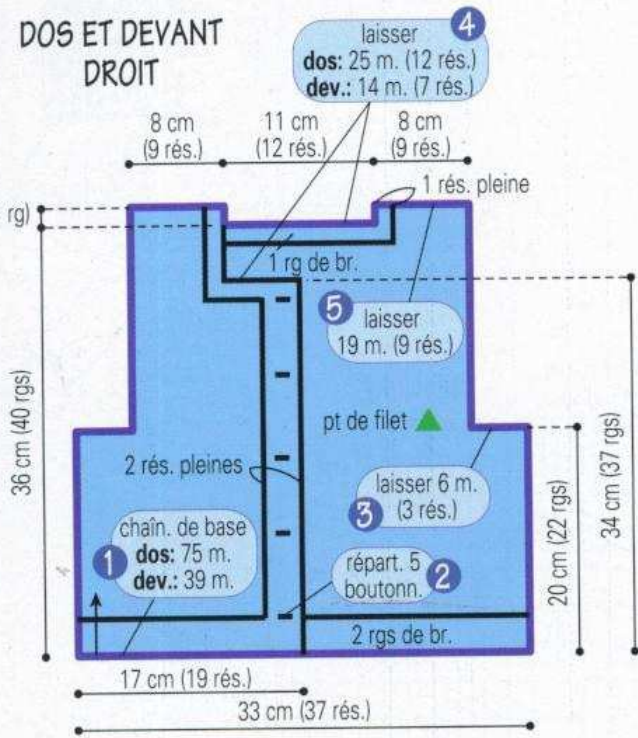 DOS ET DEVANT
DROIT
4
laisser
dos: 25 m. (12 rés.)
dev.: 14 m. (7 rés.)
8 cm
(9 rés.)
11 cm
(12 rés.)
8 cm
(9 rés.)
1 rés. pleine
rg)
1 rg de br.
5
laisser
19 m. (9 rés.)
36 cm (40 rgs)
pt de filet
34 cm (37 rgs)
2 rés. pleines
3
laisser 6 m.
(3 rés.)
20 cm (22 rgs)
1
chaîn. de base
dos: 75 m.
dev.: 39 m.
répart. 5
boutonn.
2
2 rgs de br.
17 cm (19 rés.)
33 cm (37 rés.)